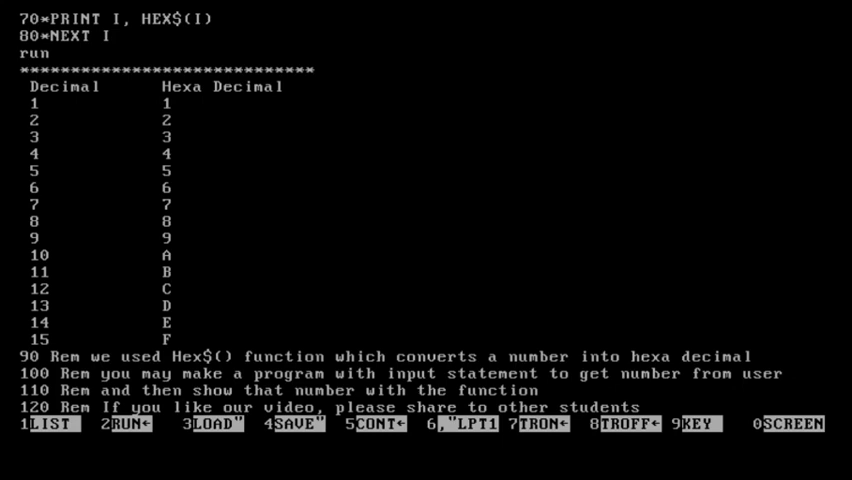 70*PRINT I, HEX$(I)
80*NEXT I
run
*****************************
Decimal Hexa Decimal
1 1
2 2
3 3
4 4
5 5
6 6
7 7
8 8
9 9
10 A
11 B
12 C
13 D
14 E
15 F
90 Rem we used Hex$() function which converts a number into hexa decimal
100 Rem you may make a program with input statement to get number from user
110 Rem and then show that number with the function
120 Rem If you like our video, please share to other students
1LIST 2RUN← 3LOAD" 4SAVE" 5CONT← 6,"LPT1 7TRON← 8TROFF← 9KEY 0SCREEN